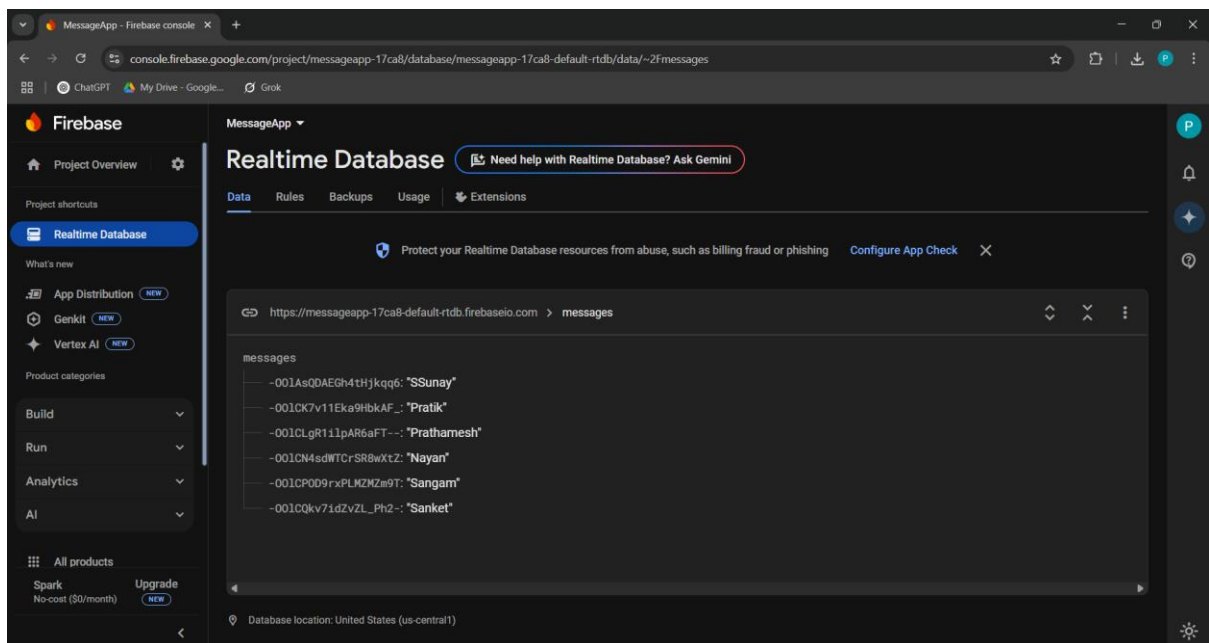 MessageApp - Firebase console
console.firebase.google.com/project/messageapp-17ca8/database/messageapp-17ca8-default-rtdb/data/~2Fmessages
P
ChatGPT My Drive - Google... Grok
Firebase
MessageApp
P
Project Overview
Realtime Database
Need help with Realtime Database? Ask Gemini
Data Rules Backups Usage Extensions
Project shortcuts
Realtime Database
What's new
App Distribution NEW
Genkit NEW
Vertex AI NEW
Product categories
Build
Run
Analytics
AI
All products
Spark
No-cost ($0/month)
Upgrade
NEW
Protect your Realtime Database resources from abuse, such as billing fraud or phishing Configure App Check
https://messageapp-17ca8-default-rtdb.firebaseio.com > messages
messages
-OOlAsQDAEGh4tHjkqq6: "SSunay"
-OOlCK7v11Eka9HbkAF_: "Pratik"
-OOlCLgR1ilpAR6aFT--: "Prathamesh"
-OOlCN4sdWTCrSR8wXtZ: "Nayan"
-OOlCPOD9rxPLMZMZm9T: "Sangam"
-OOlCQkv7idZvZL_Ph2-: "Sanket"
Database location: United States (us-central1)